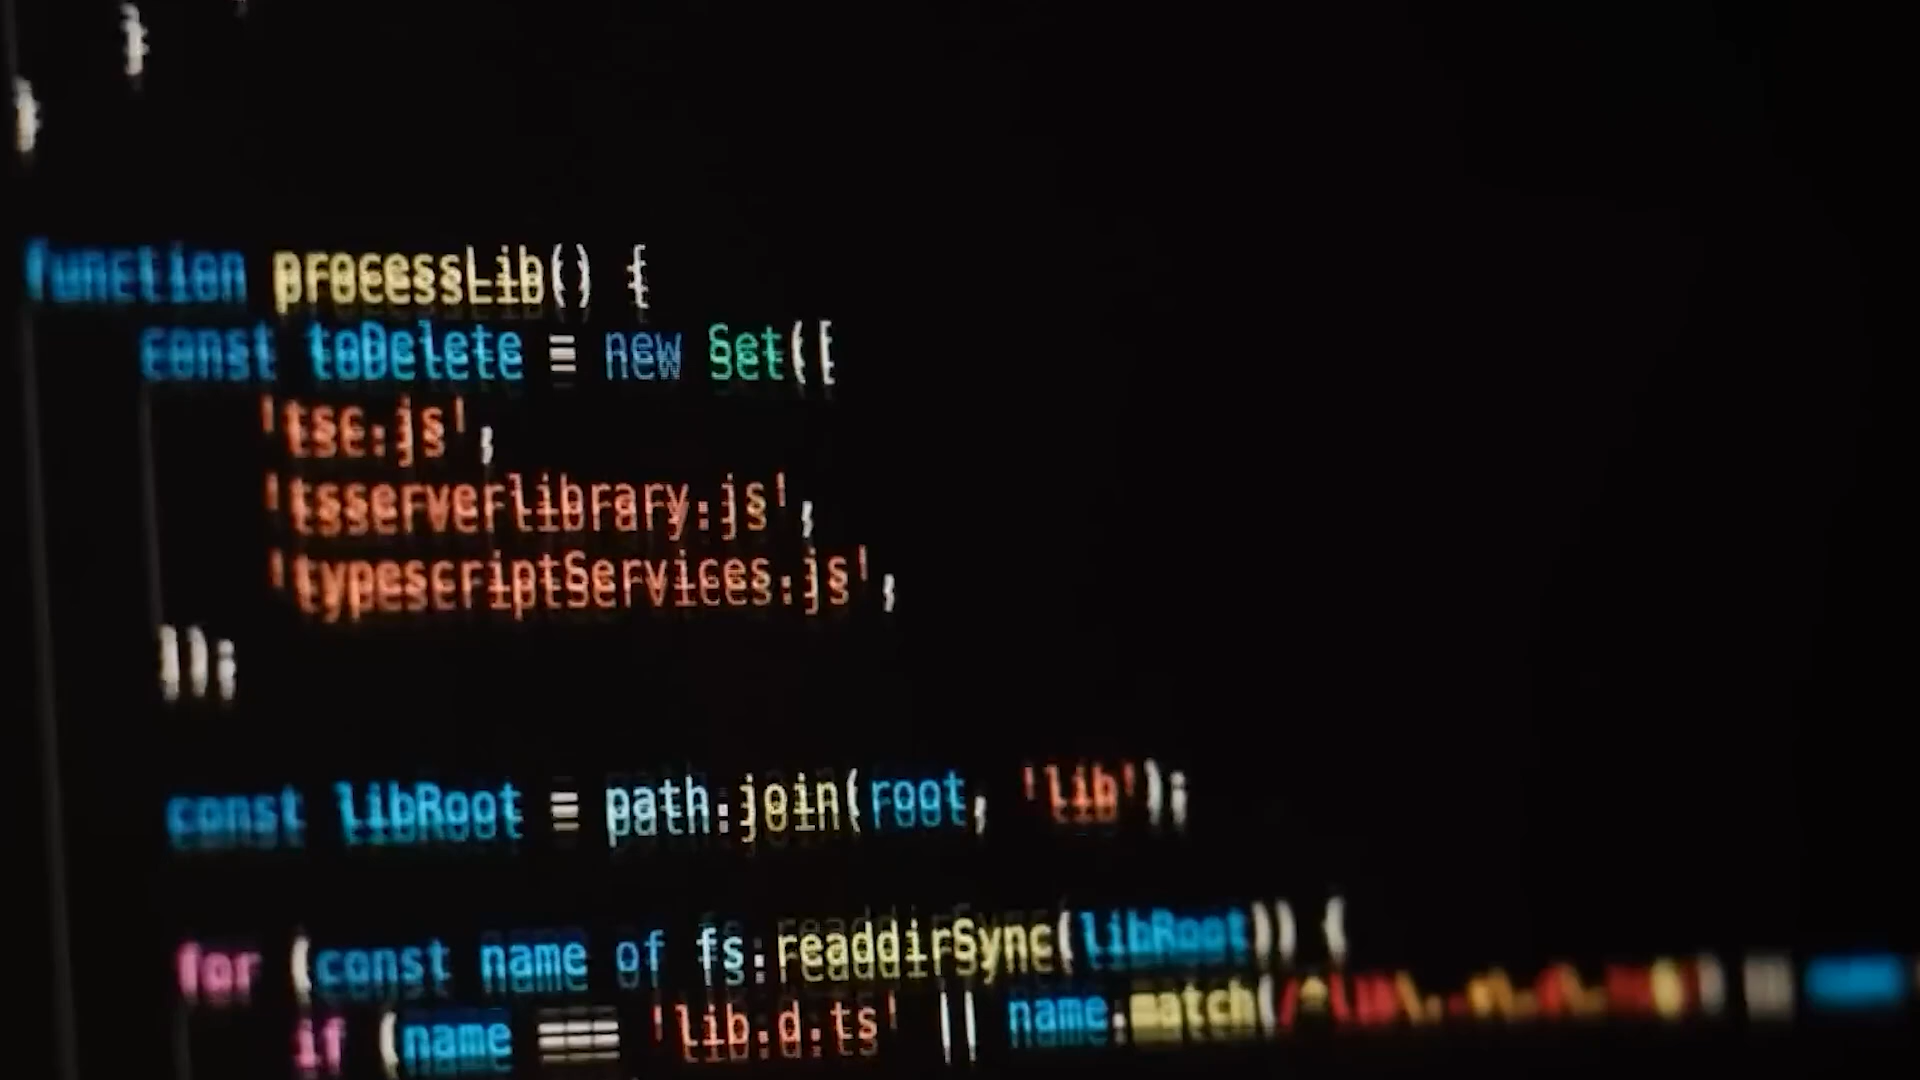 }
}
function processLib() {
const toDelete = new Set([
'tsc.js',
'tsserverlibrary.js',
'typescriptServices.js',
]);
const libRoot = path.join(root, 'lib');
for (const name of fs.readdirSync(libRoot)) {
if (name === 'lib.d.ts' || name.match(